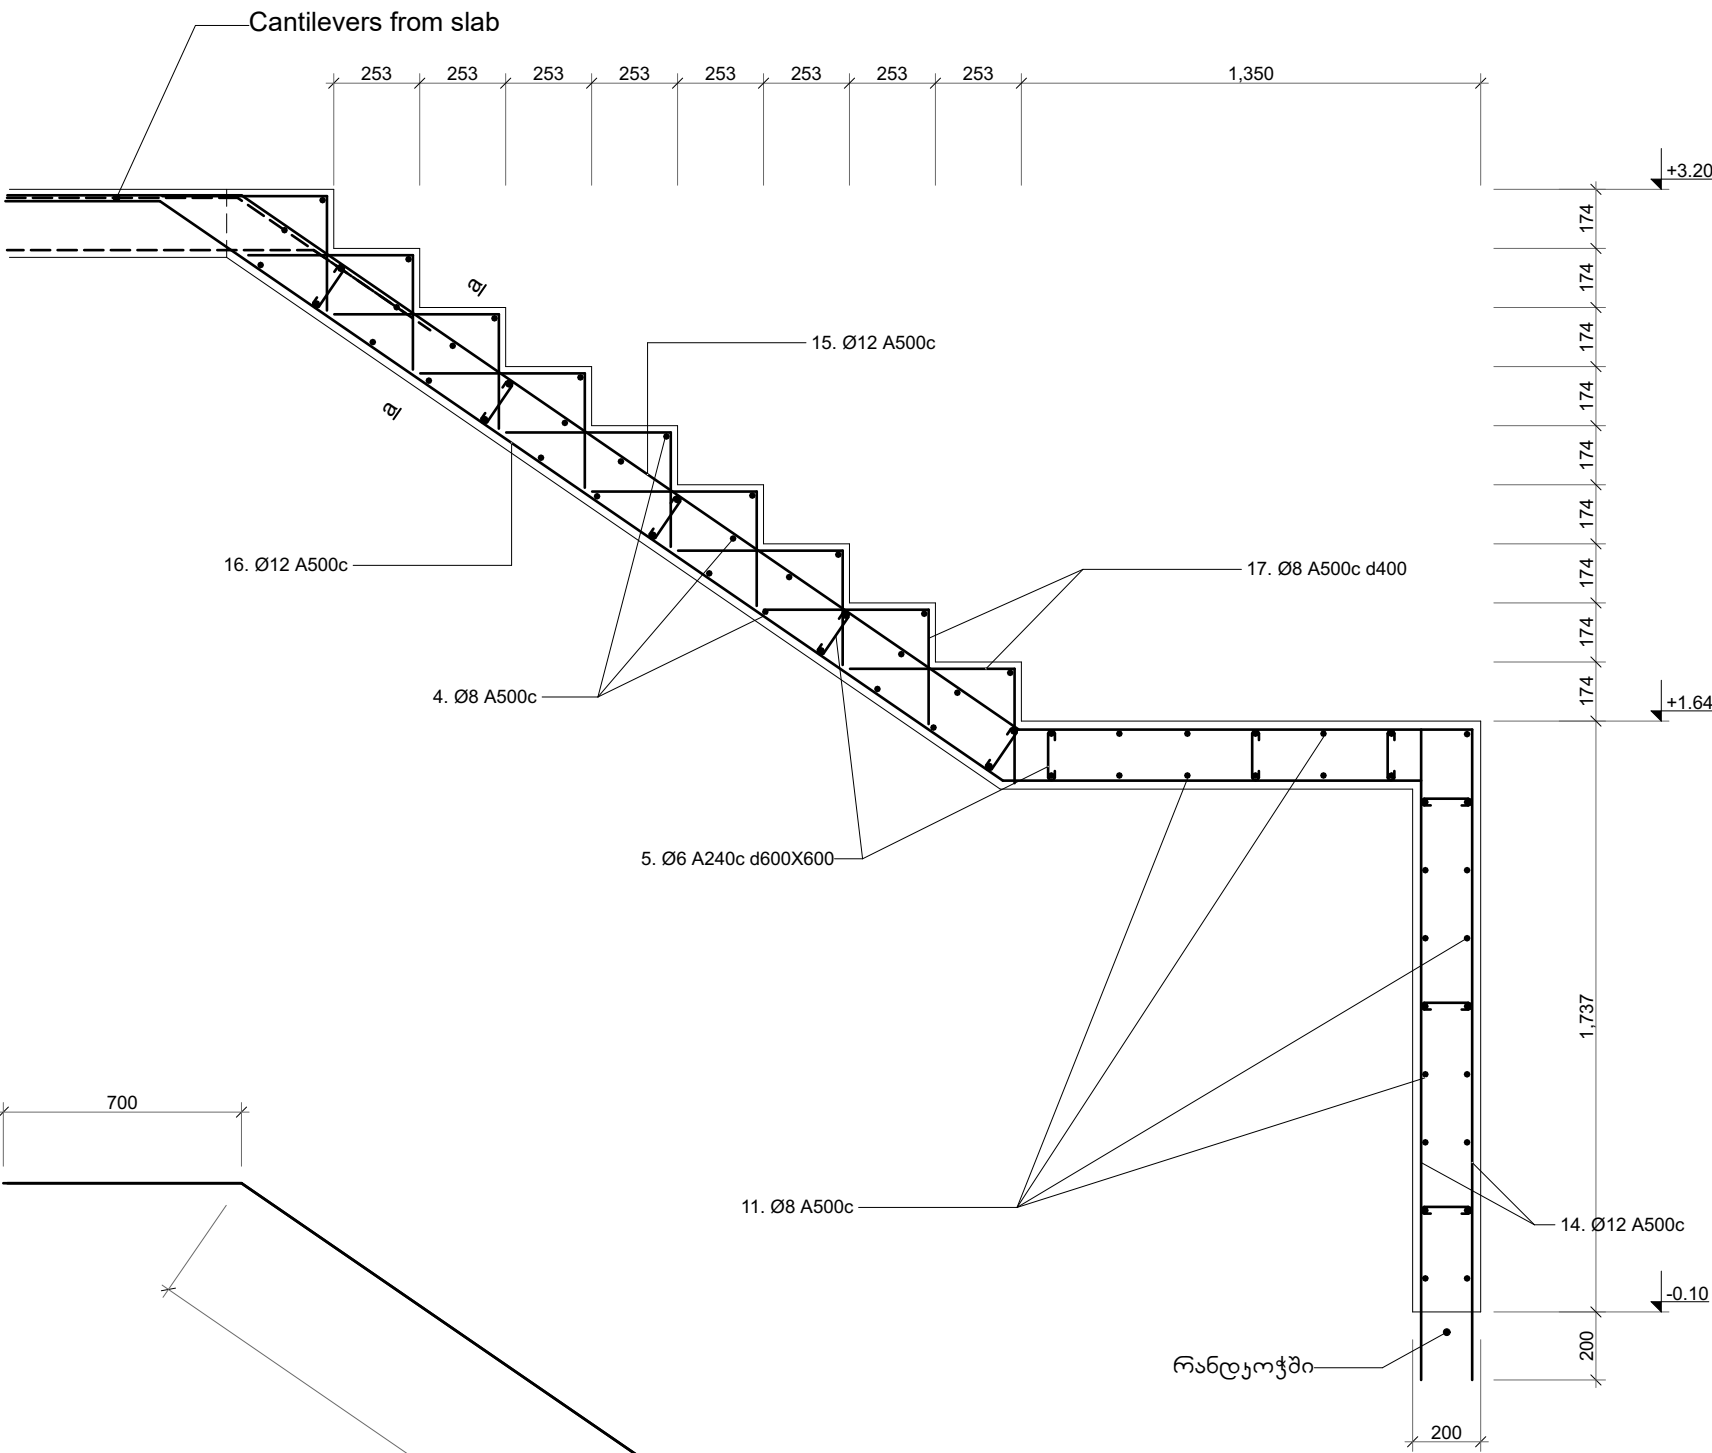 Cantilevers from slab
253 253 253 253 253 253 253 253 1,350
+3.20
174
174
174
15. Ø12 A500c
174
174
174
16. Ø12 A500c
17. Ø8 A500c d400
174
174
4. Ø8 A500c
174
+1.64
5. Ø6 A240c d600X600
1,737
700
11. Ø8 A500c
14. Ø12 A500c
-0.10
რანდკოჭში
200
200